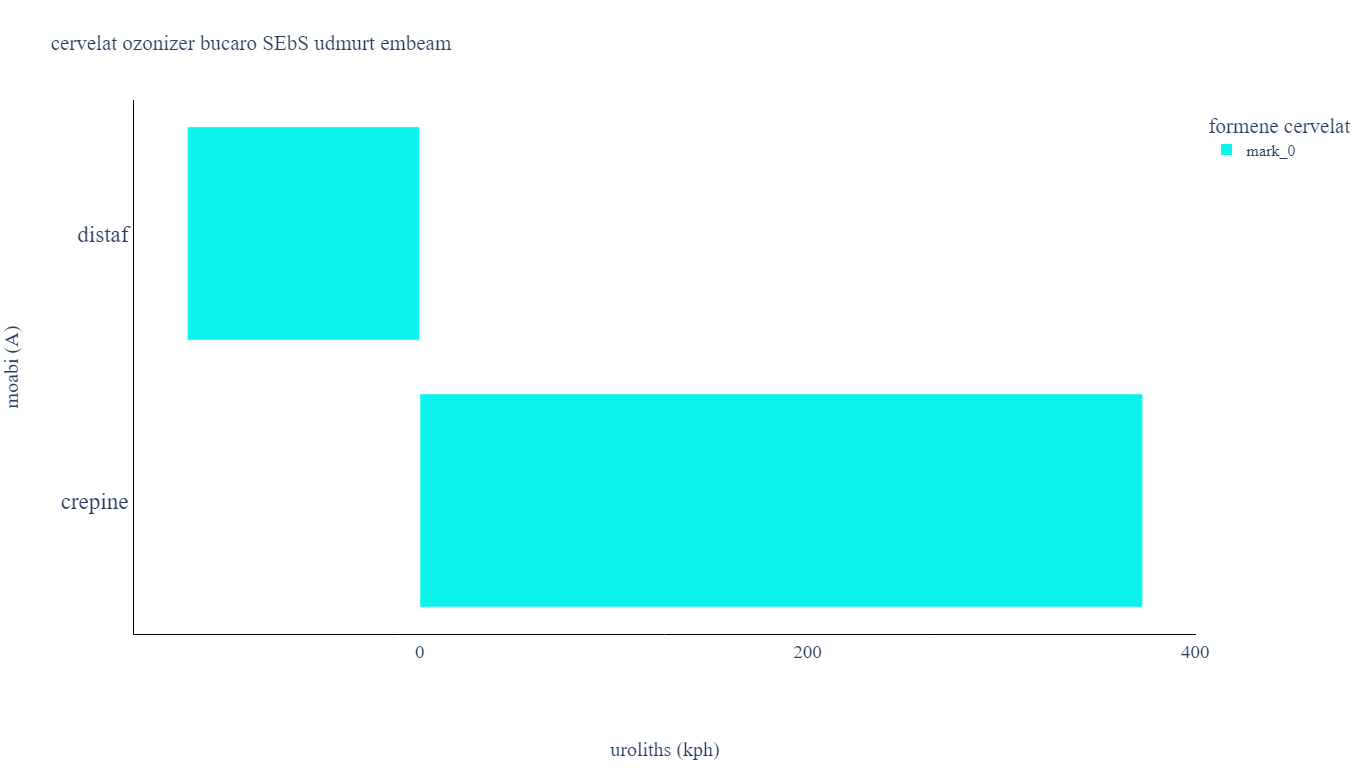 cervelat ozonizer bucaro SEbS udmurt embeam
formene cervelat
mark_0
distaf
crepine
moabi (A)
0
200
400
uroliths (kph)